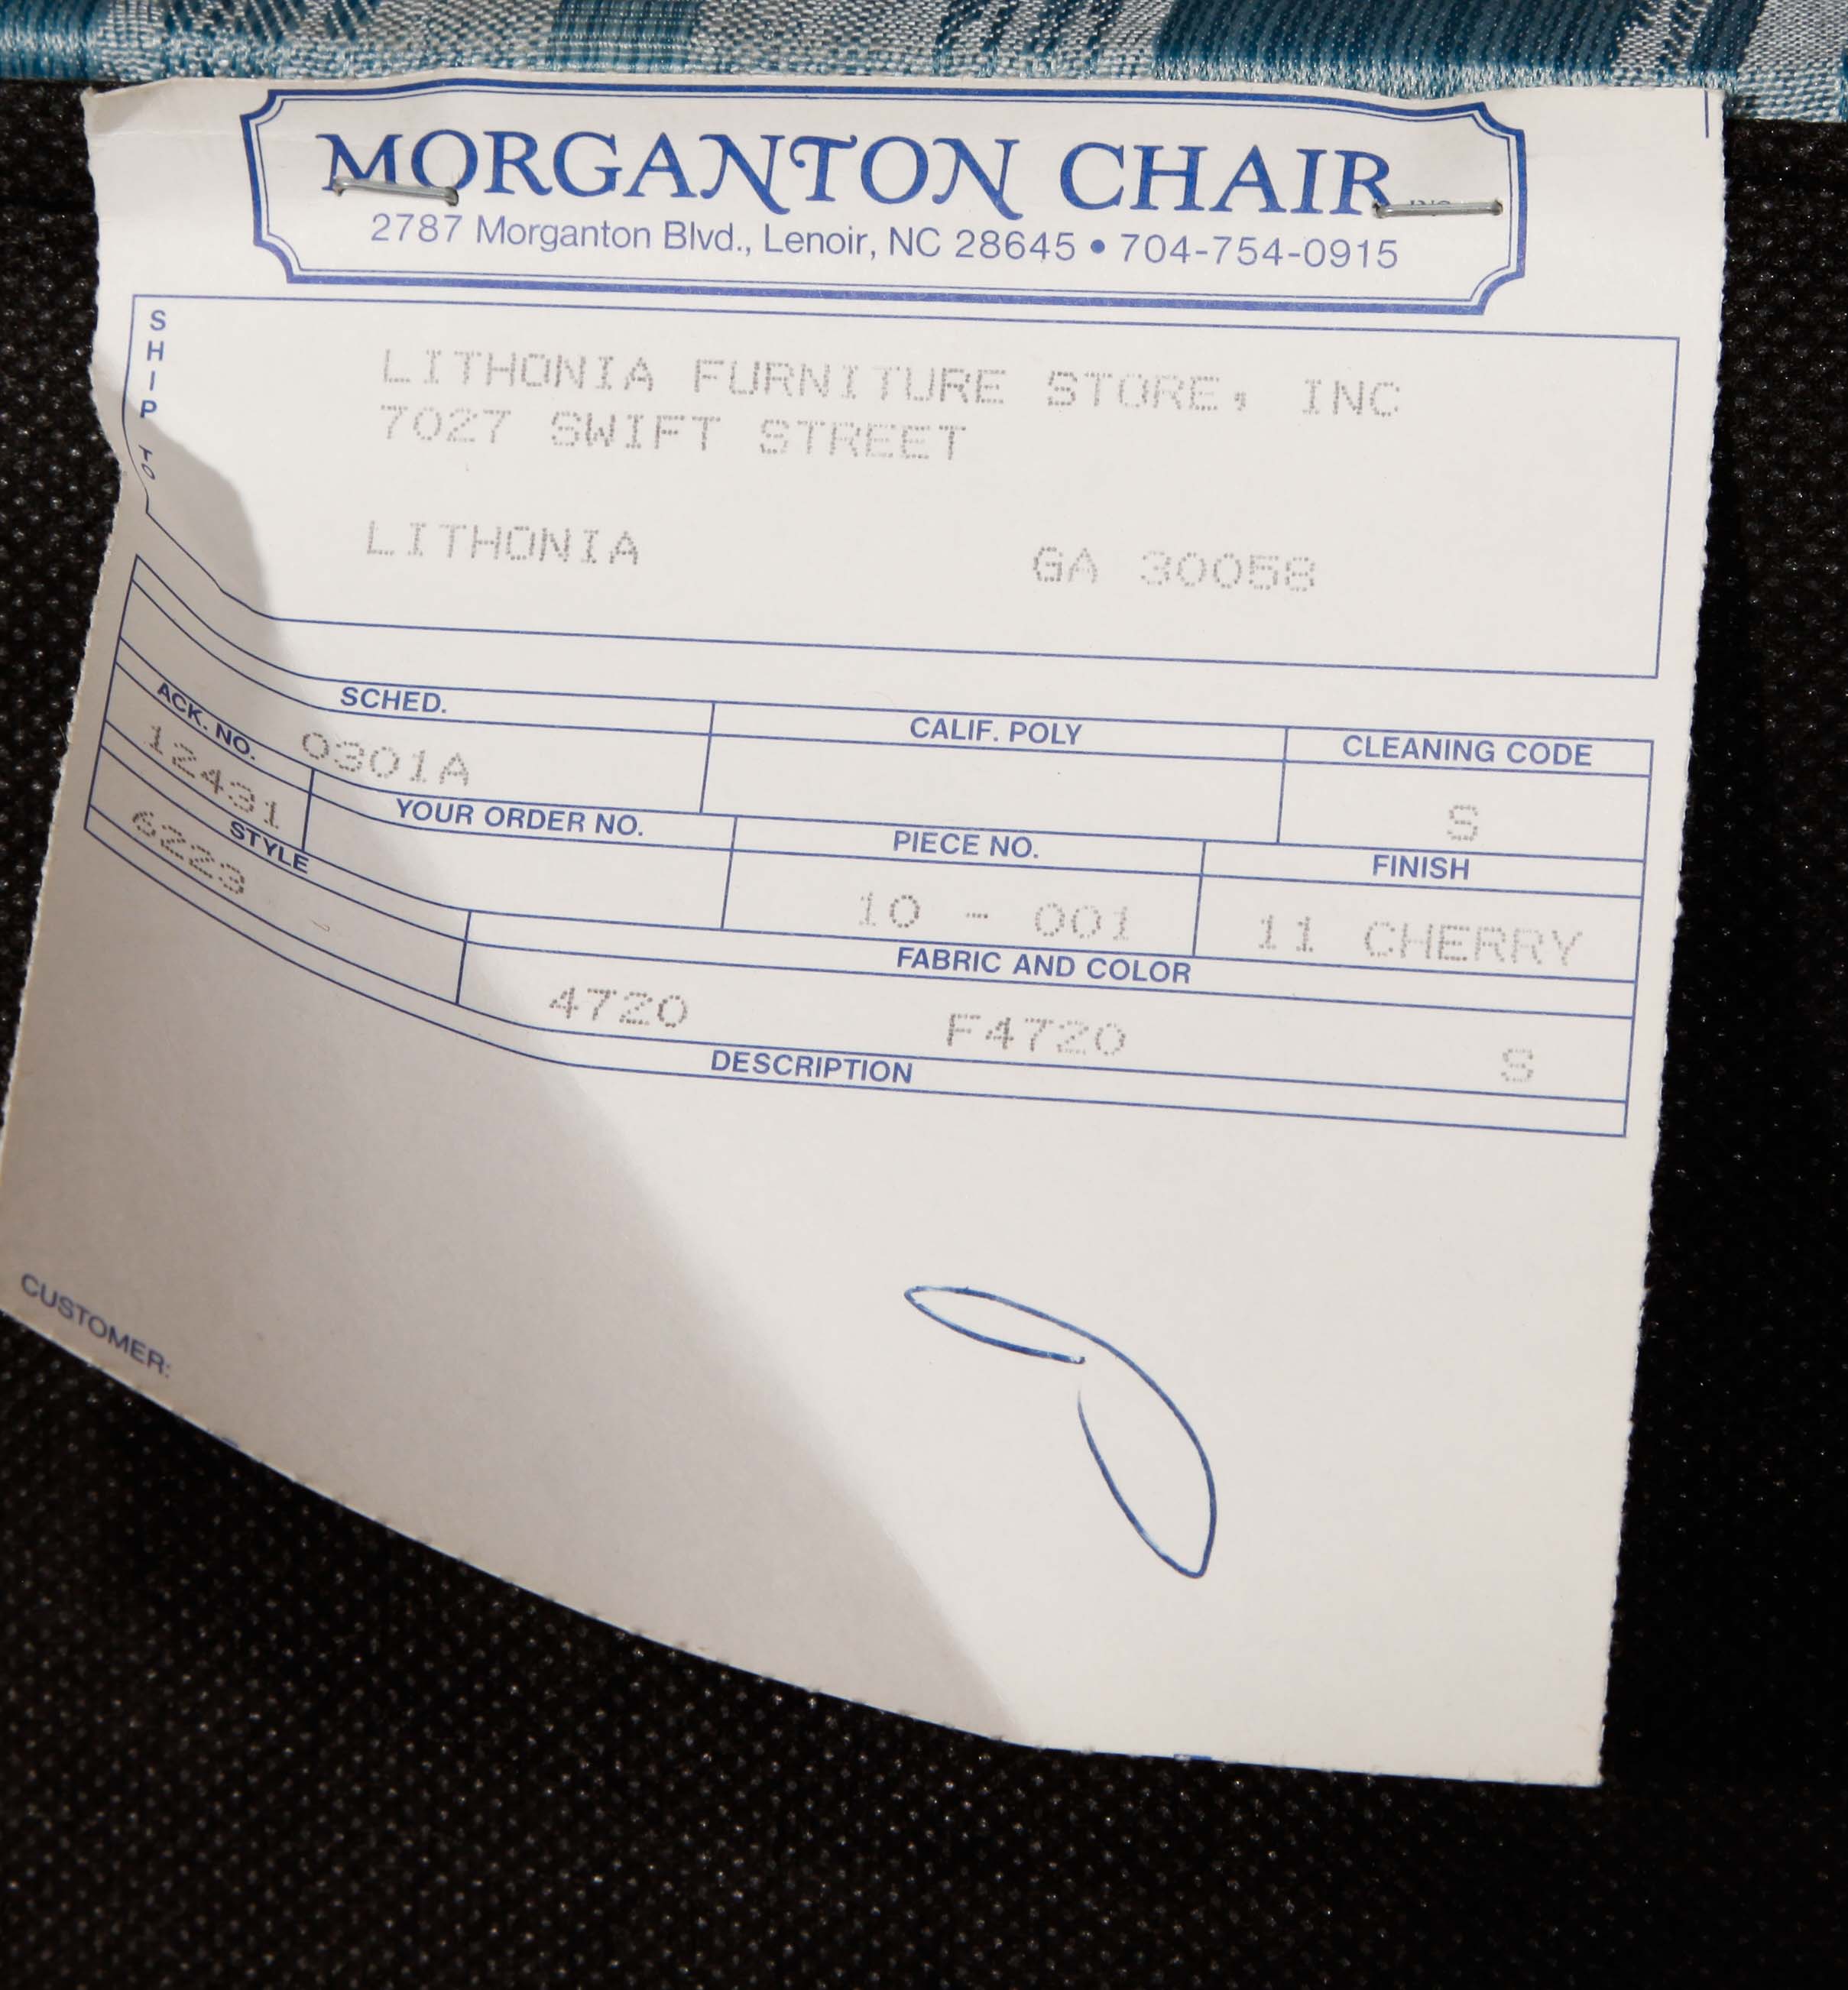 MORGANTON CHAIR INC.
2787 Morganton Blvd., Lenoir, NC 28645 • 704-754-0915
SHIP TO
LITHONIA FURNITURE STORE, INC
7027 SWIFT STREET
LITHONIA GA 30058
SCHED. CALIF. POLY CLEANING CODE
0301A S
ACK. NO. YOUR ORDER NO. PIECE NO. FINISH
12431 10 - 001 11 CHERRY
STYLE FABRIC AND COLOR
6223 4720 F4720 S
DESCRIPTION
CUSTOMER: